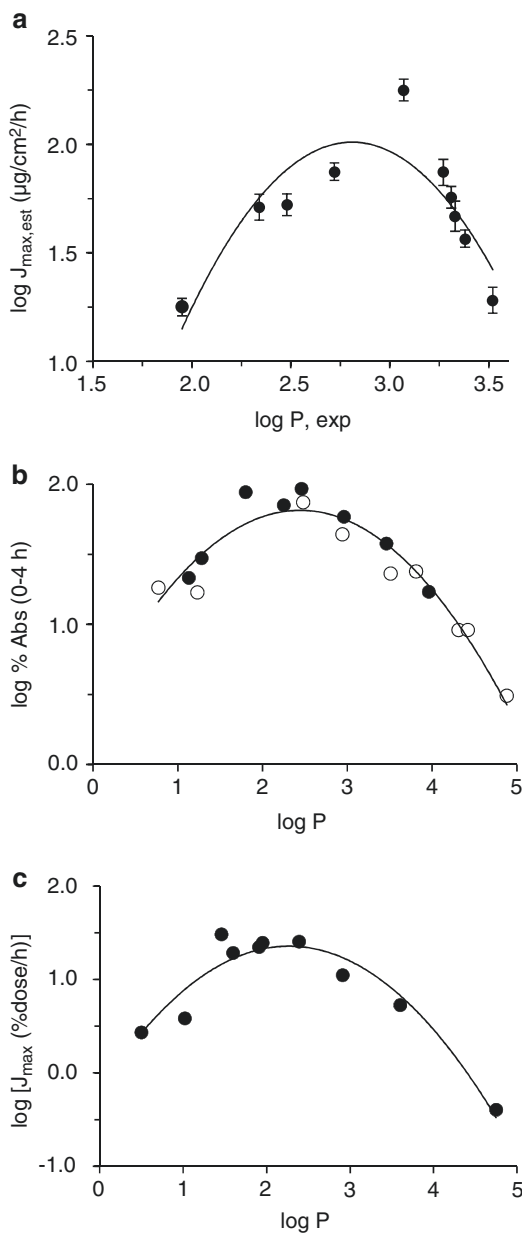 a
2.5
2.0
1.5
1.0
log J_max,est (µg/cm²/h)
1.5 2.0 2.5 3.0 3.5
log P, exp
b
2.0
1.0
0.0
log % Abs (0-4 h)
0 1 2 3 4 5
log P
c
2.0
1.0
0.0
-1.0
log [J_max (%dose/h)]
0 1 2 3 4 5
log P